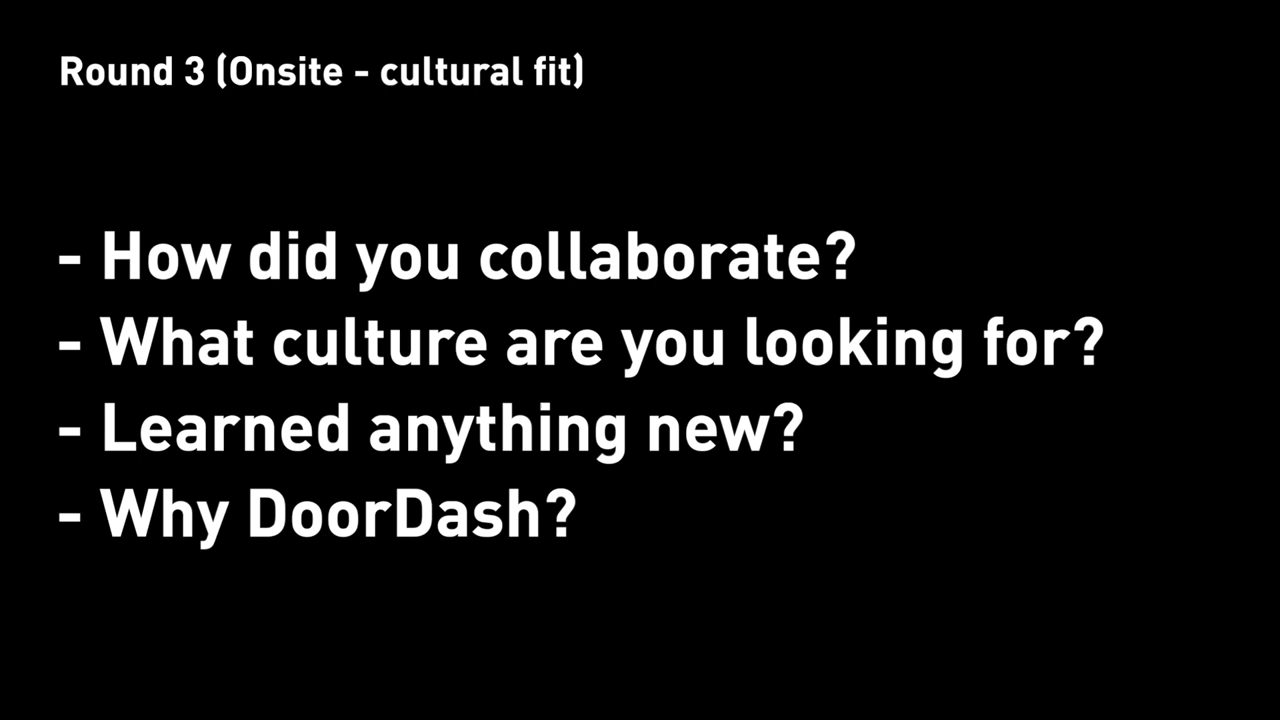 Round 3 (Onsite - cultural fit)
- How did you collaborate?
- What culture are you looking for?
- Learned anything new?
- Why DoorDash?